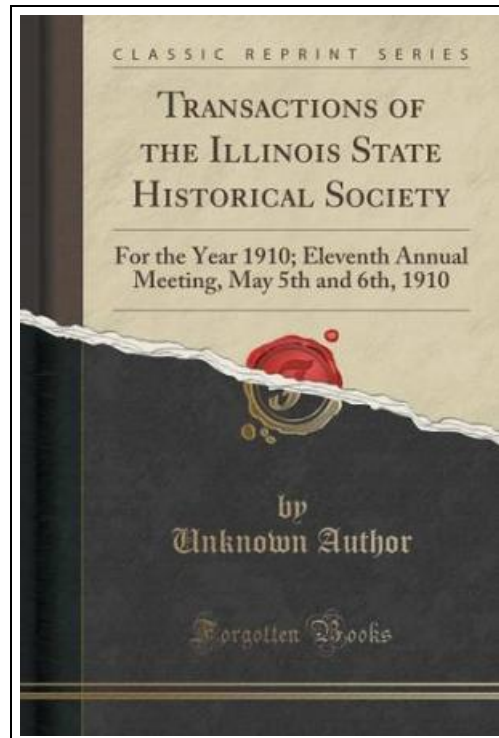 CLASSIC REPRINT SERIES
TRANSACTIONS OF
THE ILLINOIS STATE
HISTORICAL SOCIETY
For the Year 1910; Eleventh Annual
Meeting, May 5th and 6th, 1910
by
Unknown Author
Forgotten Books